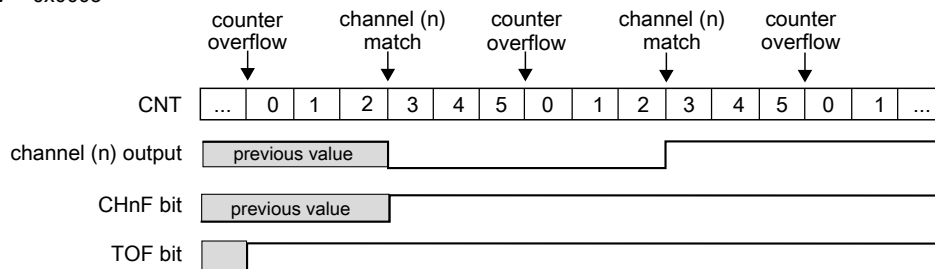 counter overflow
channel (n) match
counter overflow
channel (n) match
counter overflow
CNT ... 0 1 2 3 4 5 0 1 2 3 4 5 0 1 ...
channel (n) output previous value
CHnF bit previous value
TOF bit